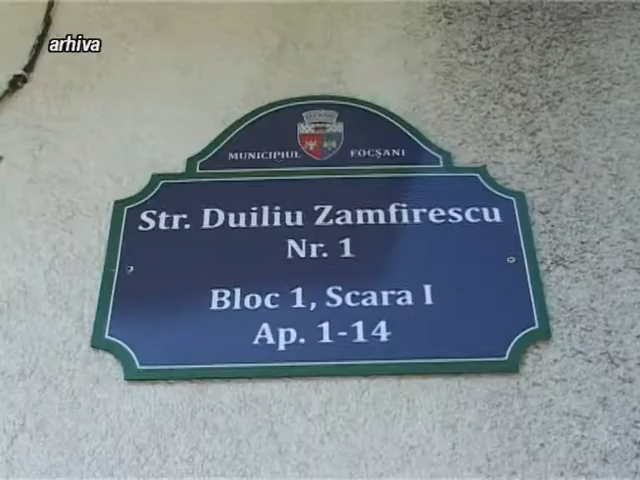 arhiva
MUNICIPIUL FOCȘANI
Str. Duiliu Zamfirescu
Nr. 1
Bloc 1, Scara I
Ap. 1-14